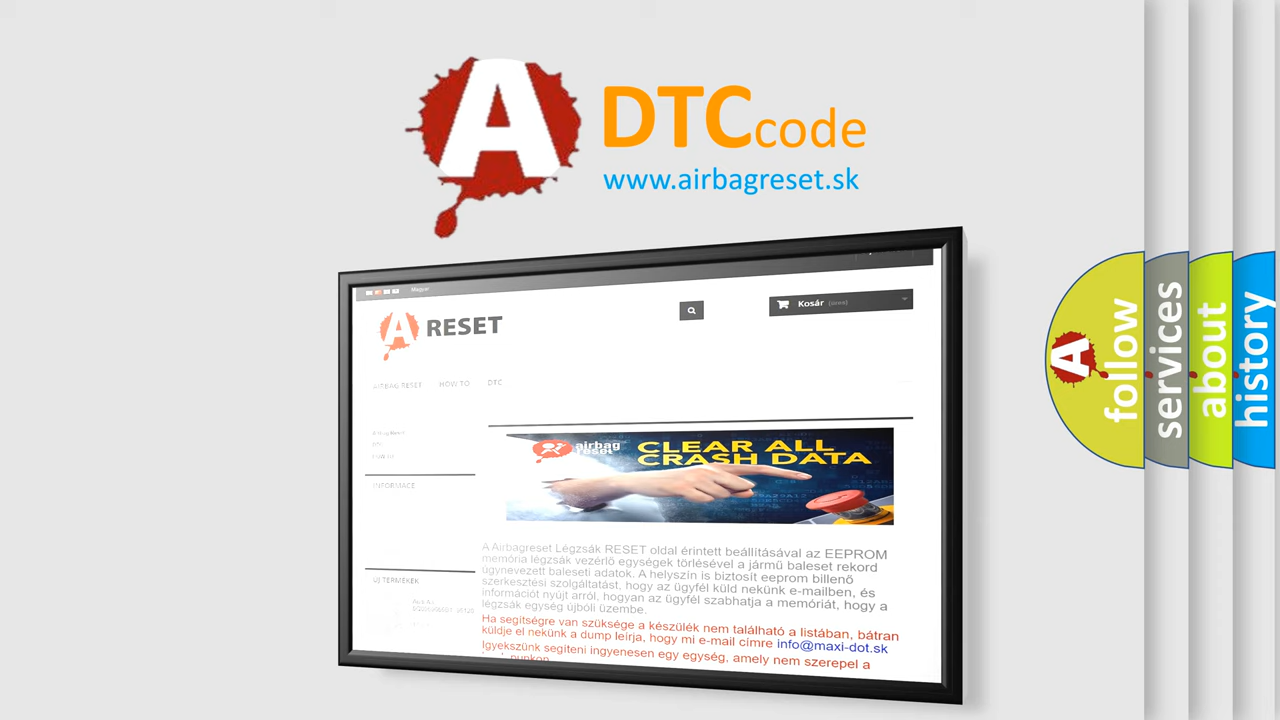 A
DTCcode
www.airbagreset.sk
Magyar
A RESET
Kosár (üres)
AIRBAG RESET HOW TO DTC
Airbag Reset
DTC
INFORMACE
airbag
reset
CLEAR ALL
CRASH DATA
A Airbagreset Légzsák RESET oldal érintett beállításával az EEPROM
memória légzsák vezérlő egységek törlésével a jármű baleset rekord
úgynevezett baleseti adatok. A helyszín is biztosít eeprom billenő
szerkesztési szolgáltatást, hogy az ügyfél küld nekünk e-mailben, és
információt nyújt arról, hogyan az ügyfél szabhatja a memóriát, hogy a
légzsák egység újbóli üzembe.
Ha segítségre van szüksége a készülék nem található a listában, bátran
küldje el nekünk a dump leírja, hogy mi e-mail címre info@maxi-dot.sk
Igyekszünk segíteni ingyenesen egy egység, amely nem szerepel a
ÚJ TERMÉKEK
A
follow
services
about
history